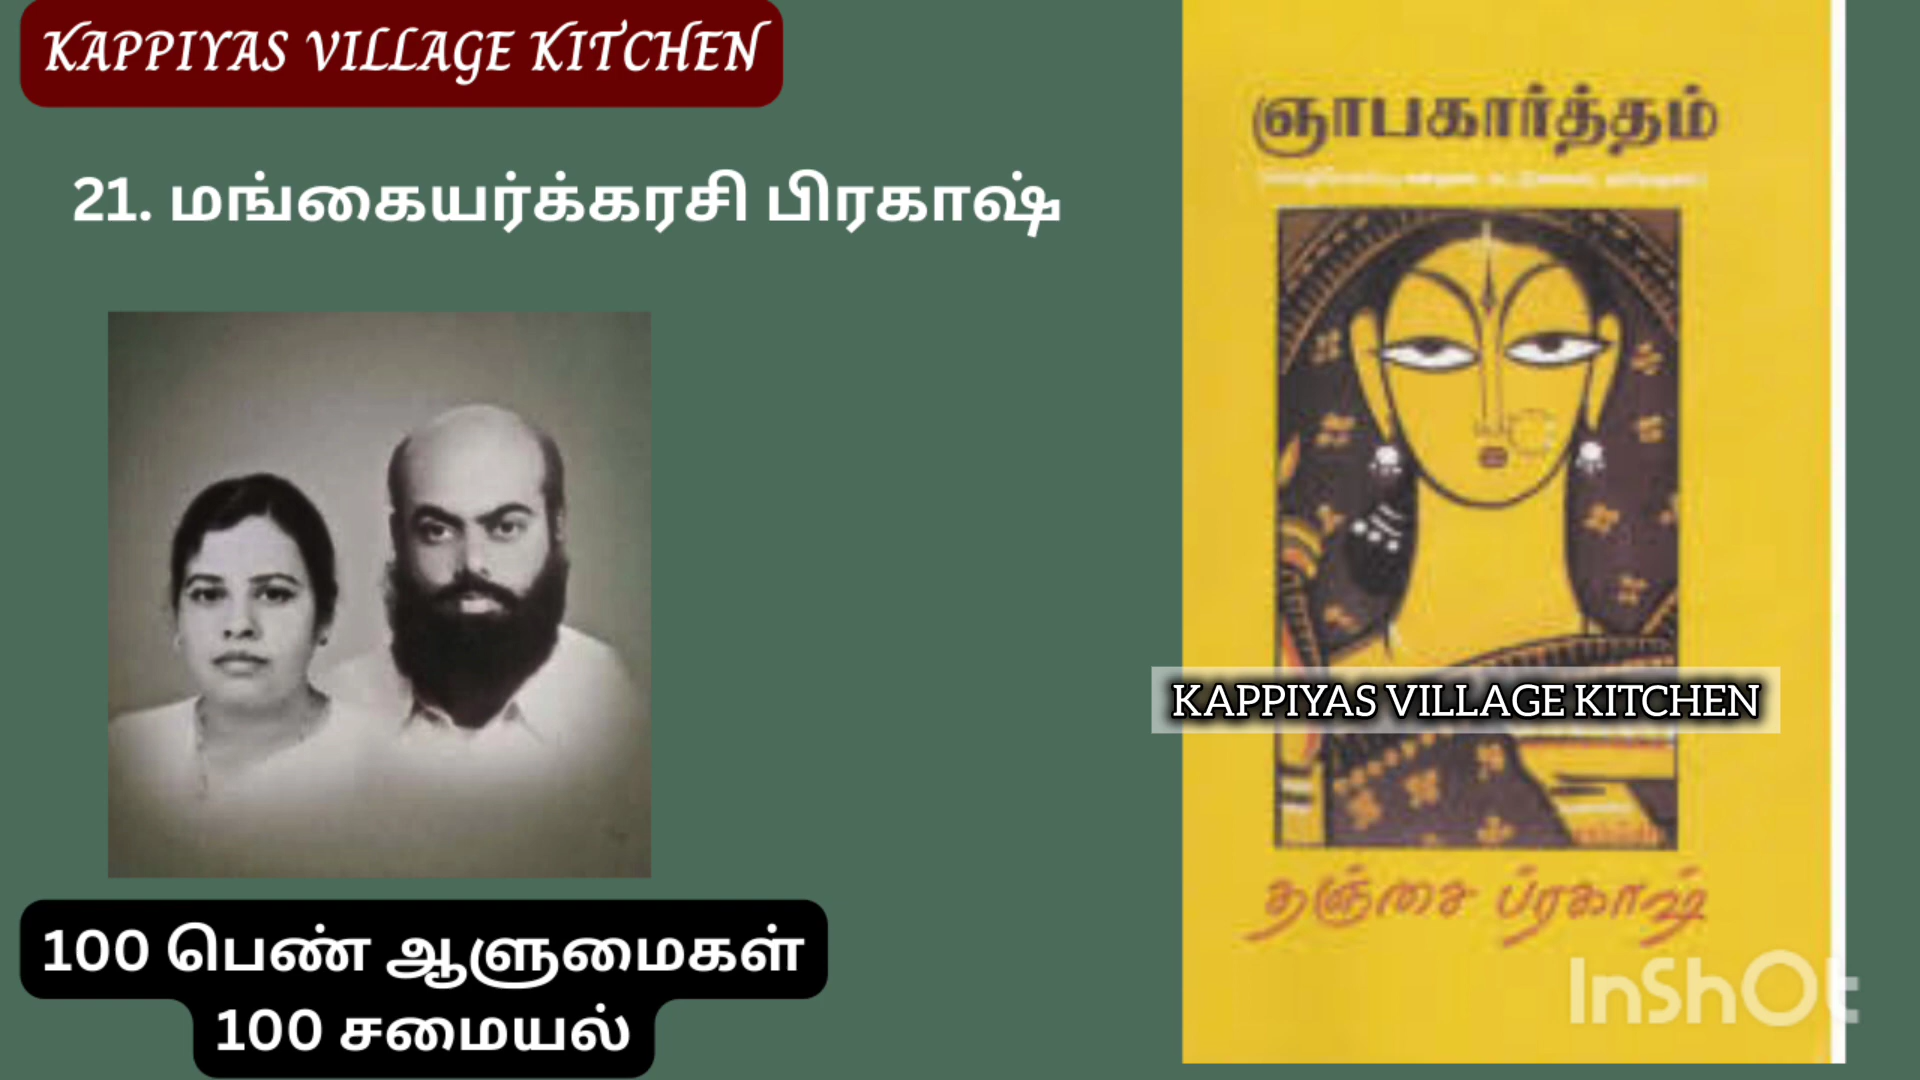 KAPPIYAS VILLAGE KITCHEN
21. மங்கையர்க்கரசி பிரகாஷ்
100 பெண் ஆளுமைகள்
100 சமையல்
ஞாபகார்த்தம்
KAPPIYAS VILLAGE KITCHEN
தஞ்சை ப்ரகாஷ்
InShOt